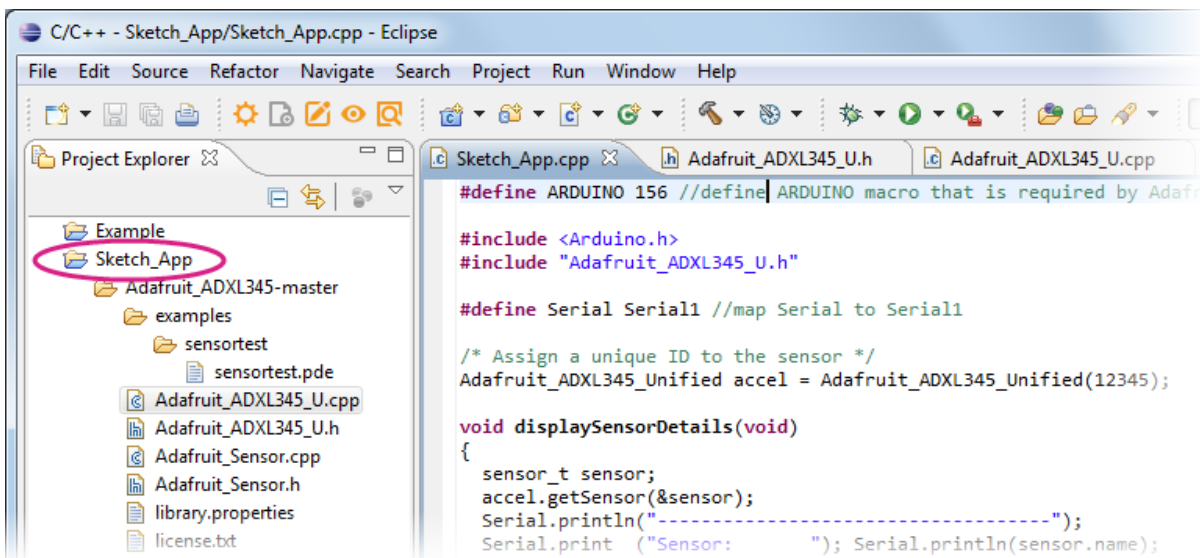 C/C++ - Sketch_App/Sketch_App.cpp - Eclipse
File Edit Source Refactor Navigate Search Project Run Window Help
Project Explorer
Example
Sketch_App
Adafruit_ADXL345-master
examples
sensortest
sensortest.pde
Adafruit_ADXL345_U.cpp
Adafruit_ADXL345_U.h
Adafruit_Sensor.cpp
Adafruit_Sensor.h
library.properties
license.txt
Sketch_App.cpp Adafruit_ADXL345_U.h Adafruit_ADXL345_U.cpp
#define ARDUINO 156 //define ARDUINO macro that is required by Adafr
#include <Arduino.h>
#include "Adafruit_ADXL345_U.h"
#define Serial Serial1 //map Serial to Serial1
/* Assign a unique ID to the sensor */
Adafruit_ADXL345_Unified accel = Adafruit_ADXL345_Unified(12345);
void displaySensorDetails(void)
{
sensor_t sensor;
accel.getSensor(&sensor);
Serial.println("------------------------------------");
Serial.print ("Sensor:       "); Serial.println(sensor.name);